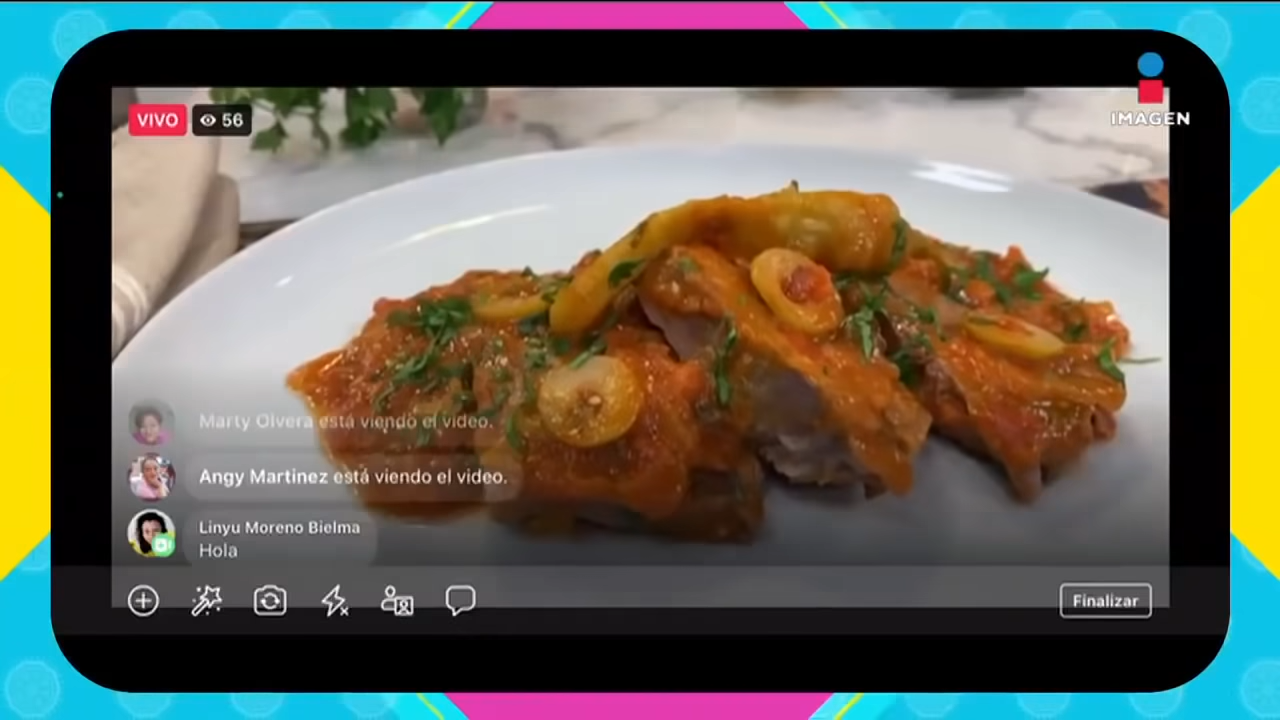 VIVO 56
IMAGEN
Marty Olvera está viendo el video.
Angy Martinez está viendo el video.
Linyu Moreno Bielma
Hola
Finalizar